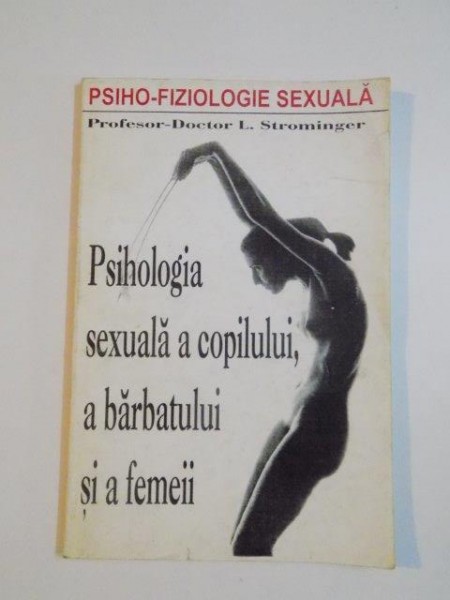 PSIHO-FIZIOLOGIE SEXUALĂ
Profesor-Doctor L. Strominger
Psihologia
sexuală a copilului,
a bărbatului
și a femeii